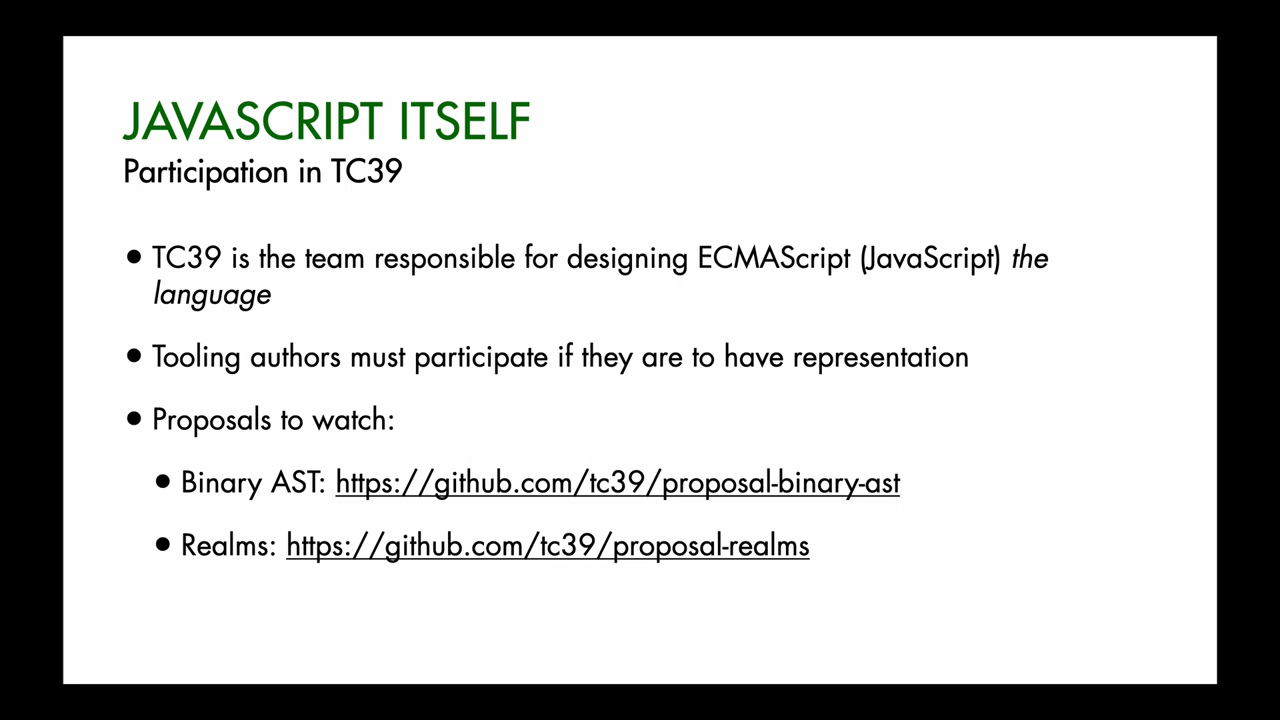 JAVASCRIPT ITSELF
Participation in TC39
• TC39 is the team responsible for designing ECMAScript (JavaScript) the
language
• Tooling authors must participate if they are to have representation
• Proposals to watch:
• Binary AST: https://github.com/tc39/proposal-binary-ast
• Realms: https://github.com/tc39/proposal-realms